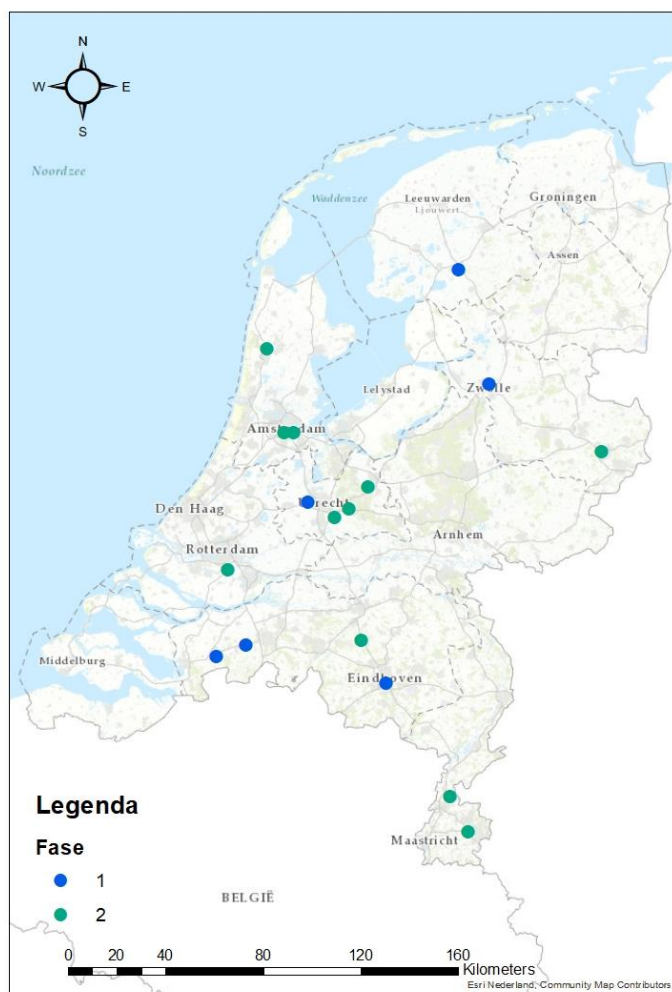 N
W E
S
Noordzee
Waddenzee
Leeuwarden
Ljouwert
Groningen
Assen
Zwolle
Lelystad
Amsterdam
Den Haag
Utrecht
Arnhem
Rotterdam
Middelburg
Eindhoven
Maastricht
BELGIË
Legenda
Fase
1
2
0 20 40 80 120 160
Kilometers
Esri Nederland, Community Map Contributors